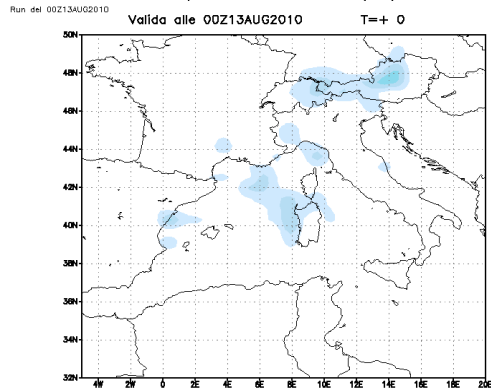 Run del 00Z13AUG2010
Valida alle 00Z13AUG2010 T=+ 0
50N
48N
46N
44N
42N
40N
38N
36N
34N
32N
4W 2W 0 2E 4E 6E 8E 10E 12E 14E 16E 18E 20E